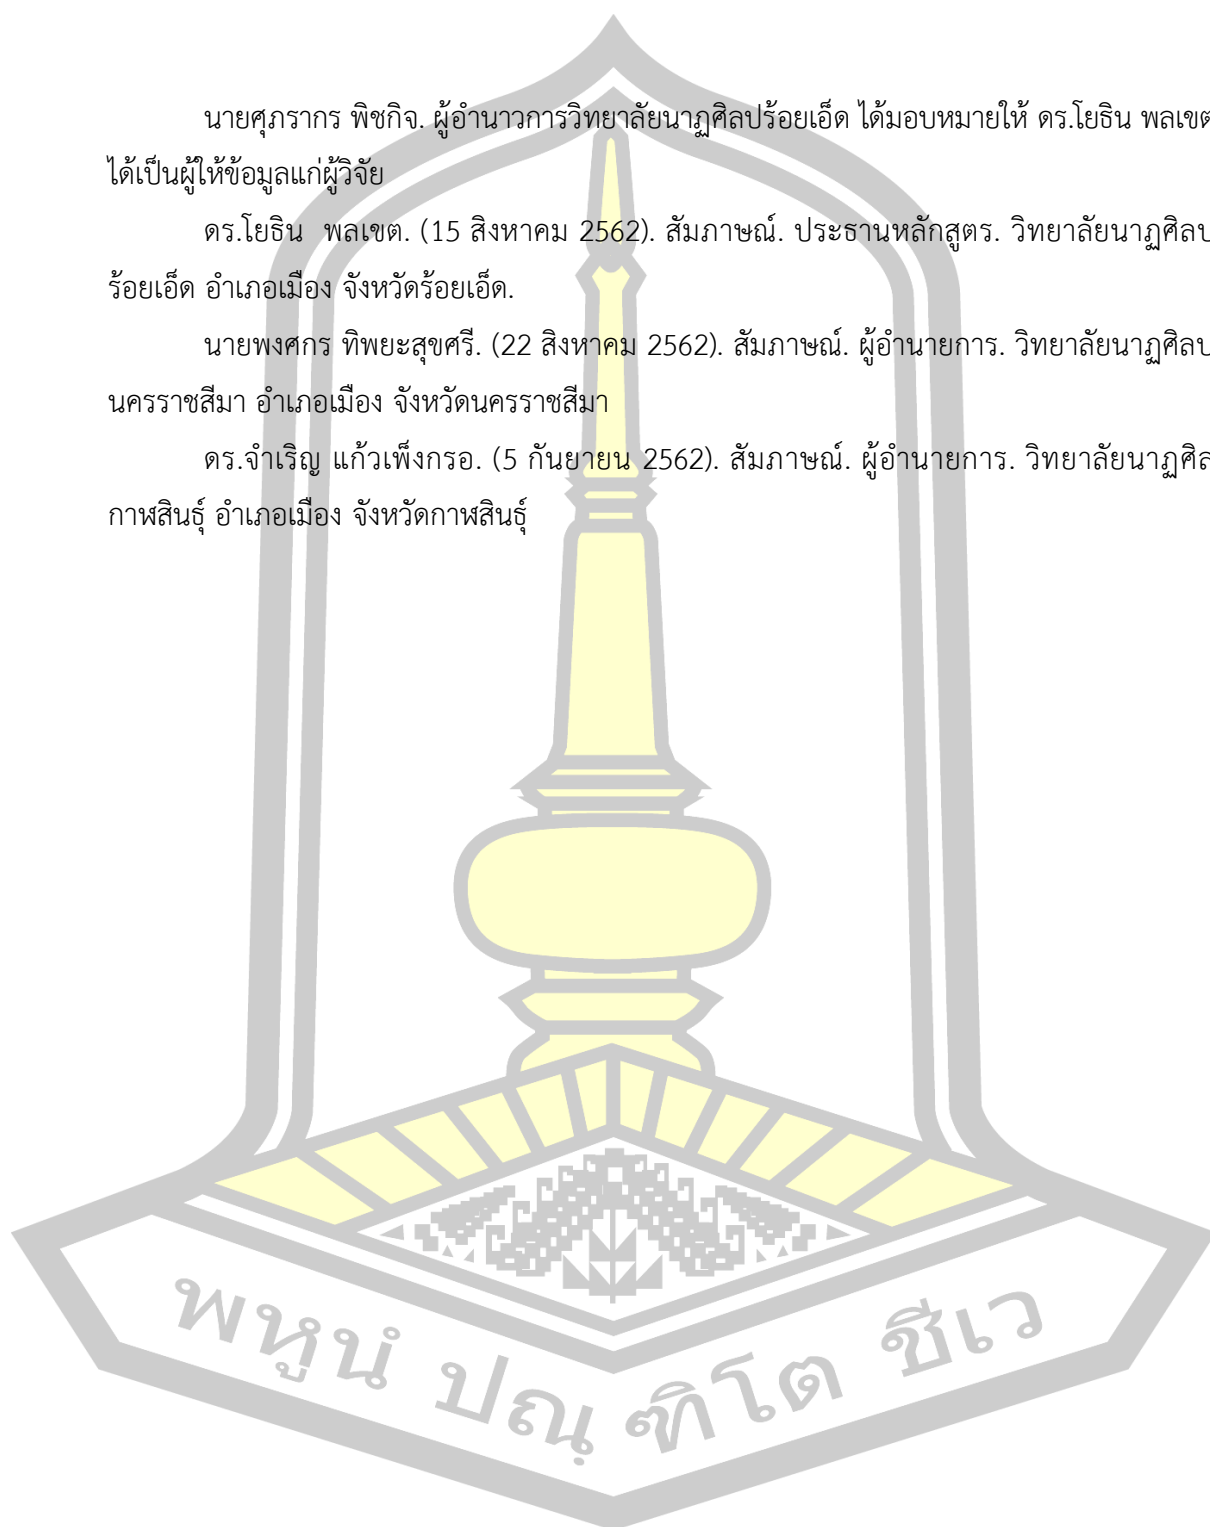 นายศุภรากร พิชกิจ. ผู้อำนาวการวิทยาลัยนาฏศิลปร้อยเอ็ด ได้มอบหมายให้ ดร.โยธิน พลเขต
ได้เป็นผู้ให้ข้อมูลแก่ผู้วิจัย
ดร.โยธิน พลเขต. (15 สิงหาคม 2562). สัมภาษณ์. ประธานหลักสูตร. วิทยาลัยนาฏศิลป
ร้อยเอ็ด อำเภอเมือง จังหวัดร้อยเอ็ด.
นายพงศกร ทิพยะสุขศรี. (22 สิงหาคม 2562). สัมภาษณ์. ผู้อำนายการ. วิทยาลัยนาฏศิลป
นครราชสีมา อำเภอเมือง จังหวัดนครราชสีมา
ดร.จำเริญ แก้วเพ็งกรอ. (5 กันยายน 2562). สัมภาษณ์. ผู้อำนายการ. วิทยาลัยนาฏศิล
กาฬสินธุ์ อำเภอเมือง จังหวัดกาฬสินธุ์
พหูนํ ปณฺ ฑิโต ชีเว